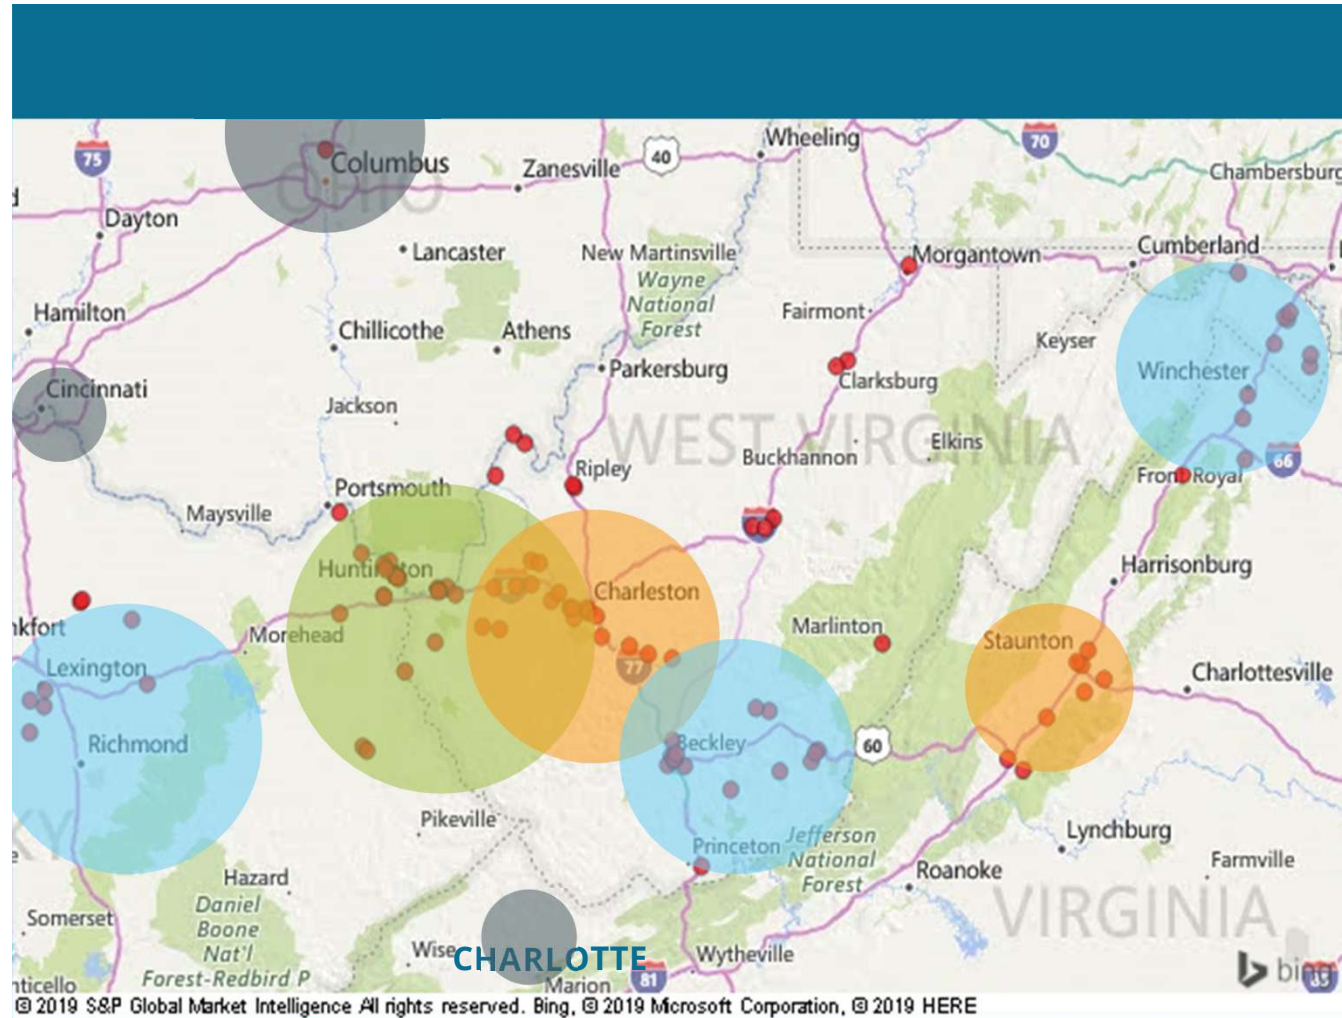 Wheeling
70
75
40
Columbus
Zanesville
Chambersburg
OHIO
Dayton
Lancaster
New Martinsville
Morgantown
Cumberland
Wayne
National
Forest
Hamilton
Fairmont
Chillicothe
Athens
Keyser
Parkersburg
Winchester
Cincinnati
Clarksburg
Jackson
WEST VIRGINIA
Elkins
Buckhannon
66
Ripley
Front Royal
Portsmouth
Maysville
Harrisonburg
Huntington
Charleston
nkfort
Morehead
Marlinton
Staunton
Lexington
77
Charlottesville
Richmond
Beckley
60
Pikeville
Princeton
Jefferson
National
Forest
Lynchburg
KY
Hazard
Roanoke
Farmville
Daniel
Boone
Nat'l
Forest-Redbird P
Somerset
VIRGINIA
Wise
CHARLOTTE
Wytheville
81
Marion
nticello
bing
© 2019 S&P Global Market Intelligence All rights reserved. Bing, © 2019 Microsoft Corporation, © 2019 HERE